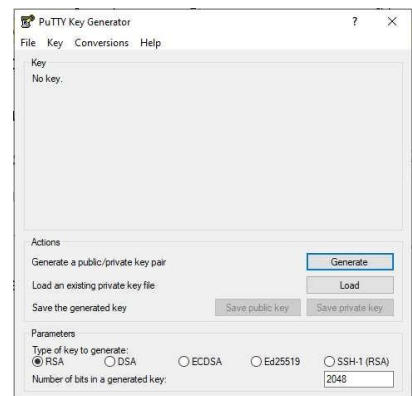 PuTTY Key Generator
File Key Conversions Help
Key
No key.
Actions
Generate a public/private key pair Generate
Load an existing private key file Load
Save the generated key Save public key Save private key
Parameters
Type of key to generate:
RSA DSA ECDSA Ed25519 SSH-1 (RSA)
Number of bits in a generated key: 2048